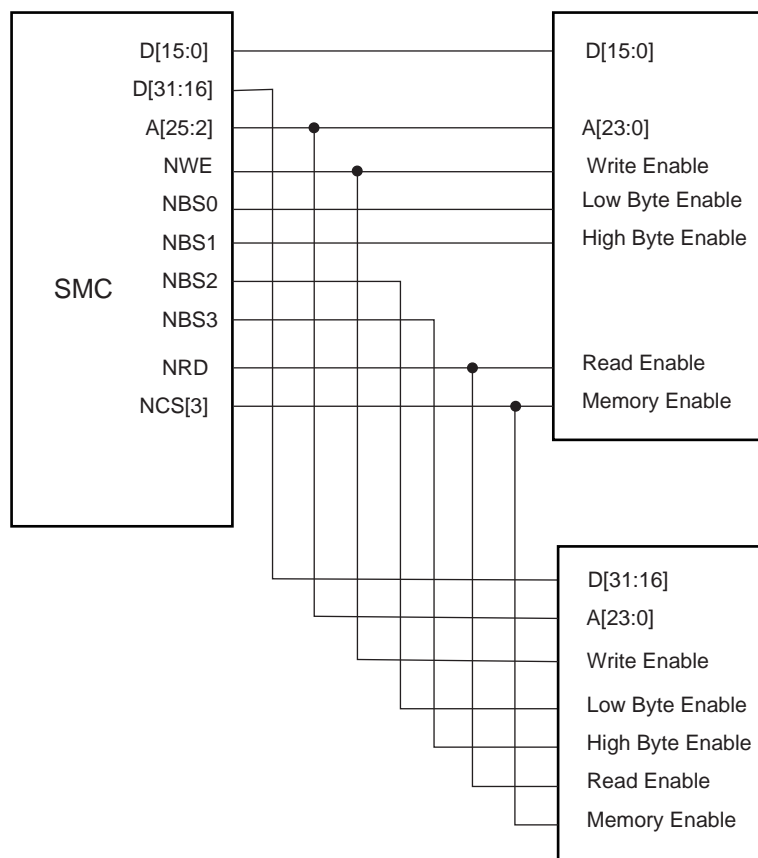 D[15:0]
D[31:16]
A[25:2]
NWE
NBS0
NBS1
NBS2
NBS3
NRD
NCS[3]
SMC
D[15:0]
A[23:0]
Write Enable
Low Byte Enable
High Byte Enable
Read Enable
Memory Enable
D[31:16]
A[23:0]
Write Enable
Low Byte Enable
High Byte Enable
Read Enable
Memory Enable